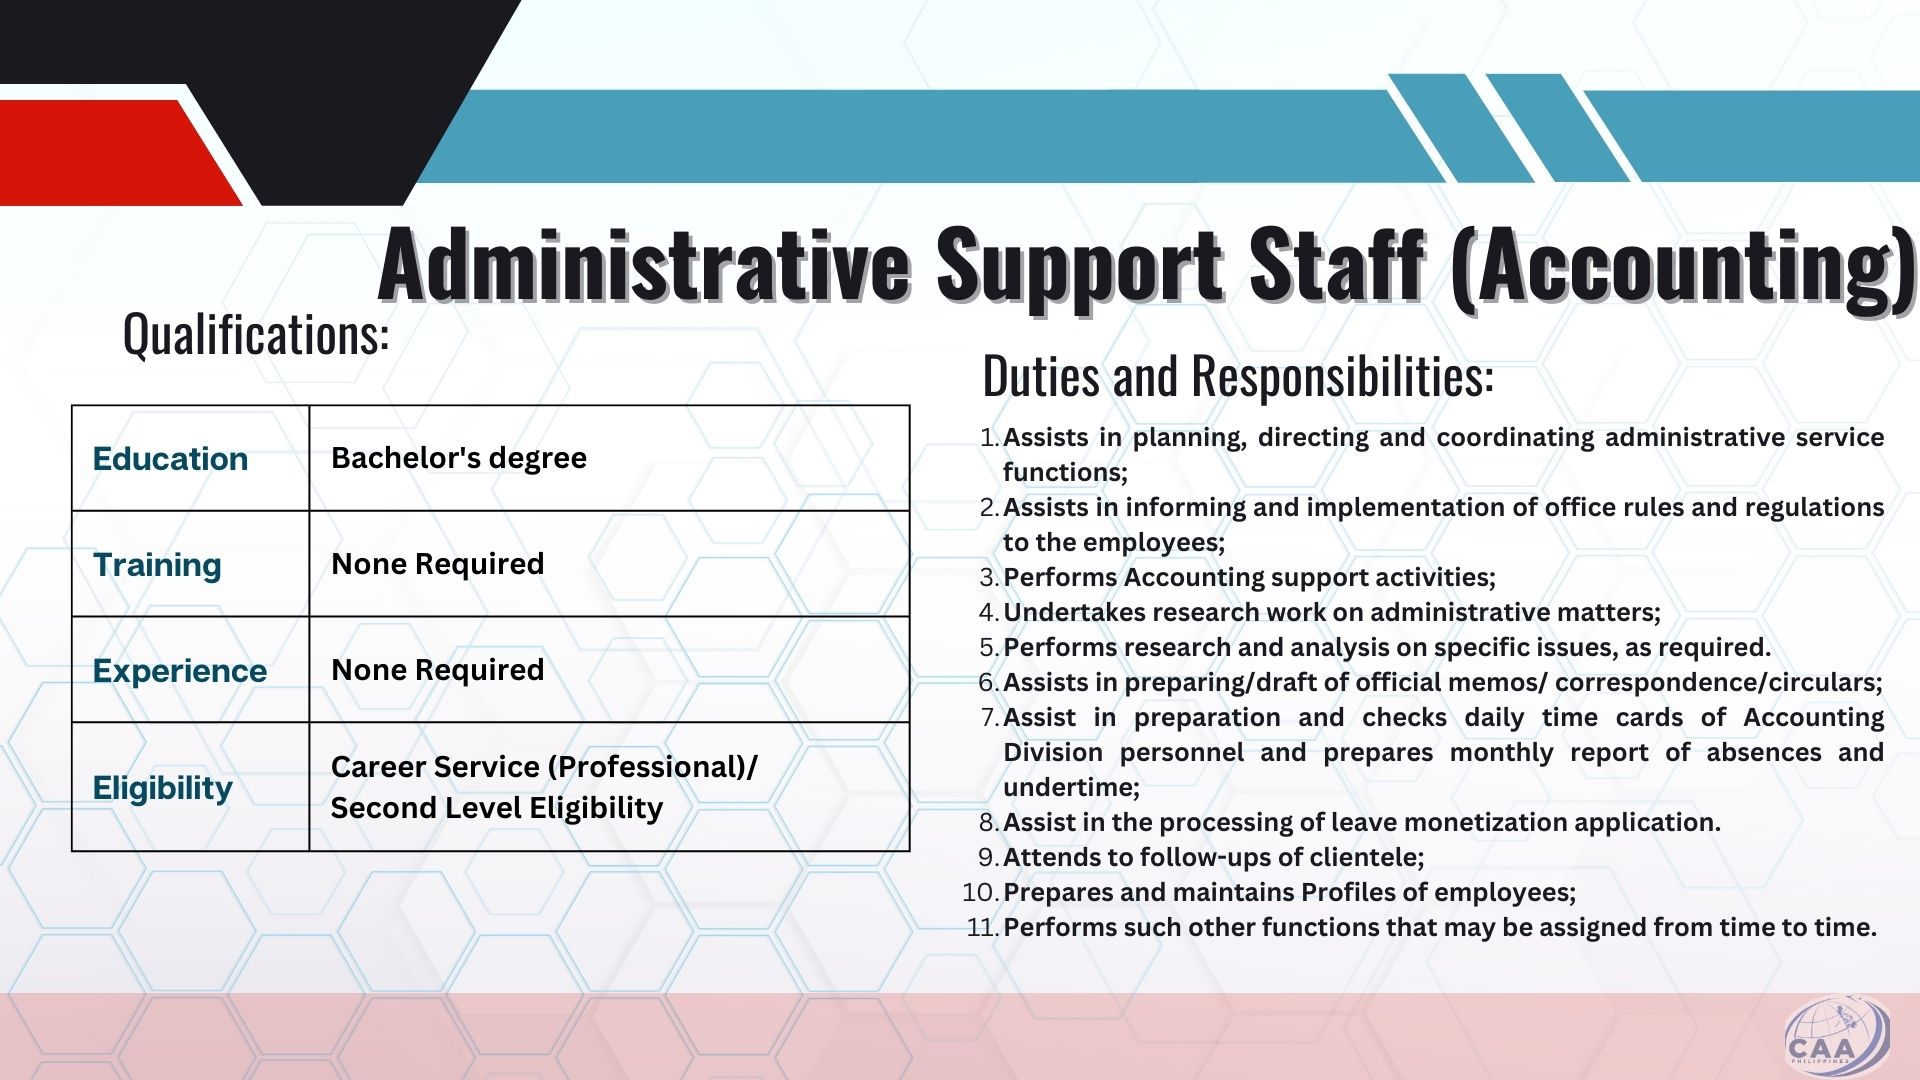 Administrative Support Staff (Accounting)
Qualifications:
Education
Bachelor's degree
Training
None Required
Experience
None Required
Eligibility
Career Service (Professional)/
Second Level Eligibility
Duties and Responsibilities:
1. Assists in planning, directing and coordinating administrative service
functions;
2. Assists in informing and implementation of office rules and regulations
to the employees;
3. Performs Accounting support activities;
4. Undertakes research work on administrative matters;
5. Performs research and analysis on specific issues, as required.
6. Assists in preparing/draft of official memos/ correspondence/circulars;
7. Assist in preparation and checks daily time cards of Accounting
Division personnel and prepares monthly report of absences and
undertime;
8. Assist in the processing of leave monetization application.
9. Attends to follow-ups of clientele;
10. Prepares and maintains Profiles of employees;
11. Performs such other functions that may be assigned from time to time.
CAA
PHILIPPINES